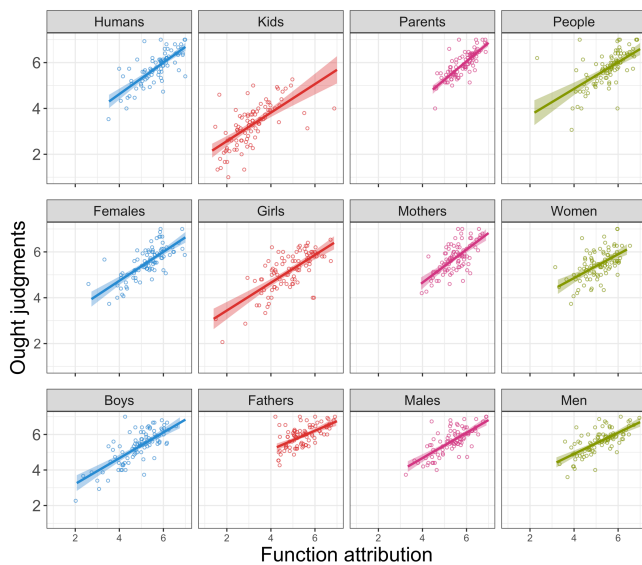 Humans
Kids
Parents
People
6
4
2
Females
Girls
Mothers
Women
6
4
2
Boys
Fathers
Males
Men
6
4
2
2 4 6
2 4 6
2 4 6
2 4 6
Ought judgments
Function attribution